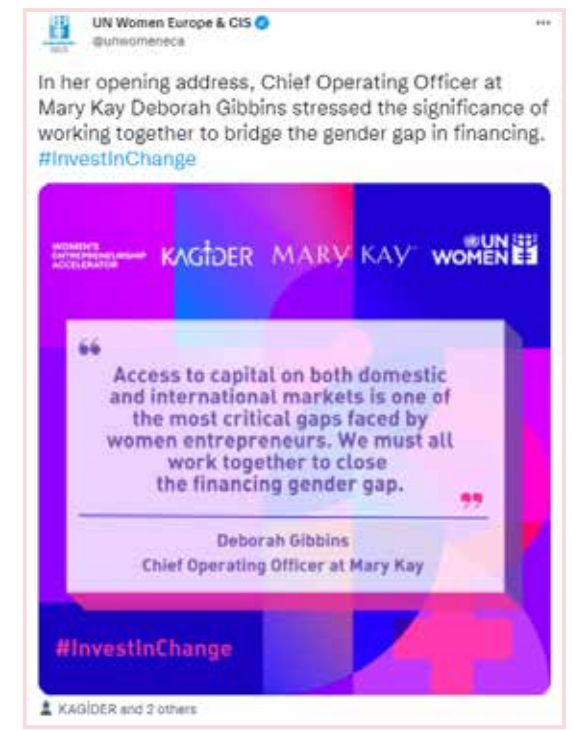 UN Women Europe & CIS
@unwomeneca
In her opening address, Chief Operating Officer at
Mary Kay Deborah Gibbins stressed the significance of
working together to bridge the gender gap in financing.
#InvestInChange
WOMEN'S
ENTREPRENEURSHIP
ACCELERATOR
KAGİDER
MARY KAY
UN
WOMEN
“
Access to capital on both domestic
and international markets is one of
the most critical gaps faced by
women entrepreneurs. We must all
work together to close
the financing gender gap.
”
Deborah Gibbins
Chief Operating Officer at Mary Kay
#InvestInChange
KAGİDER and 2 others